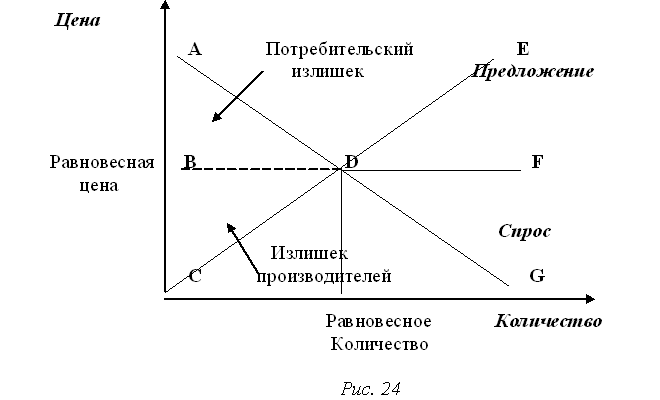 Цена
A
Потребительский
излишек
E
Предложение
Равновесная
цена
B
D
F
Спрос
Излишек
производителей
C
G
Равновесное
Количество
Количество
Рис. 24